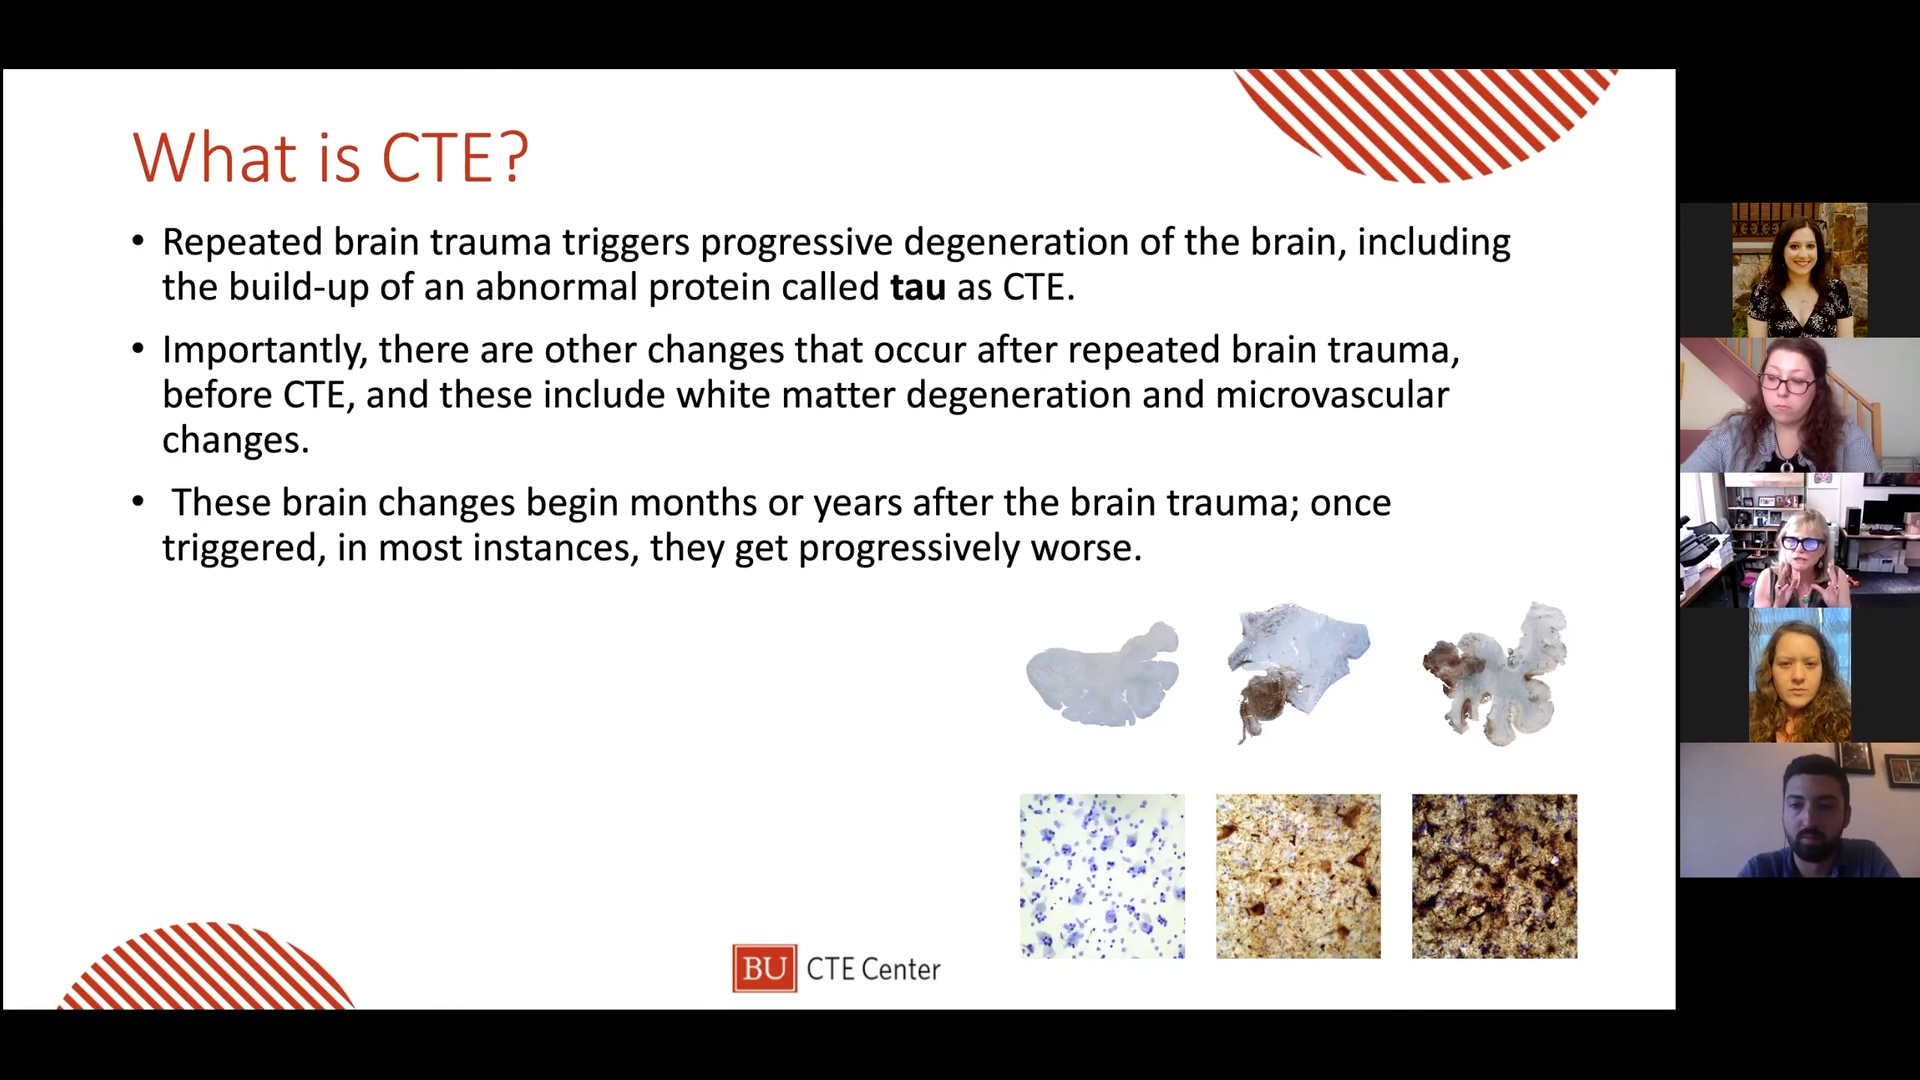 What is CTE?
• Repeated brain trauma triggers progressive degeneration of the brain, including
the build-up of an abnormal protein called tau as CTE.
• Importantly, there are other changes that occur after repeated brain trauma,
before CTE, and these include white matter degeneration and microvascular
changes.
• These brain changes begin months or years after the brain trauma; once
triggered, in most instances, they get progressively worse.
BU CTE Center